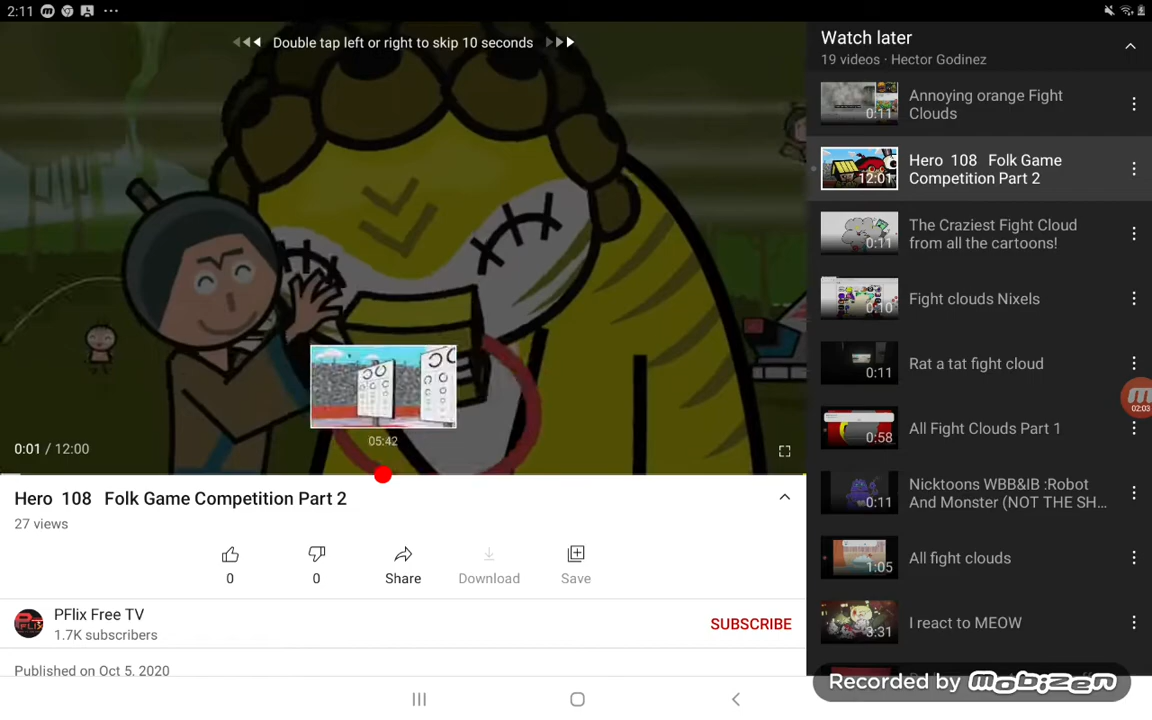 2:11
Double tap left or right to skip 10 seconds
05:42
0:01 / 12:00
Hero 108 Folk Game Competition Part 2
27 views
0
0
Share
Download
Save
PFlix Free TV
1.7K subscribers
SUBSCRIBE
Published on Oct 5, 2020
Watch later
19 videos · Hector Godinez
0:11
Annoying orange Fight
Clouds
12:01
Hero 108 Folk Game
Competition Part 2
0:11
The Craziest Fight Cloud
from all the cartoons!
0:10
Fight clouds Nixels
0:11
Rat a tat fight cloud
0:58
All Fight Clouds Part 1
0:11
Nicktoons WBB&IB :Robot
And Monster (NOT THE SH...
1:05
All fight clouds
3:31
I react to MEOW
02:03
Recorded by mobizen